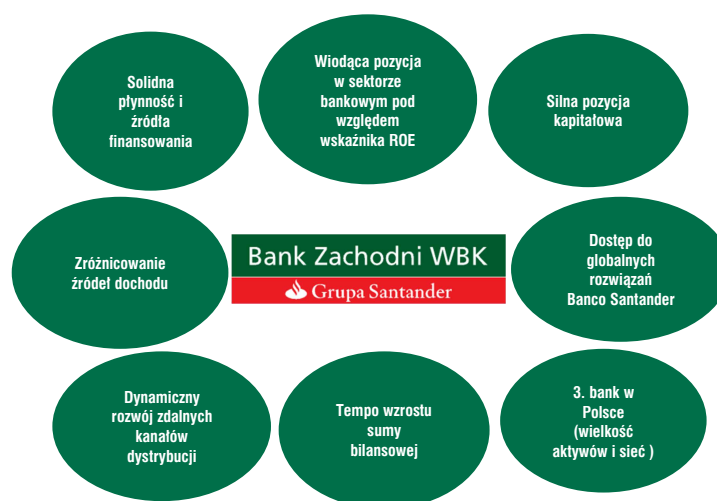 Solidna
płynność i
źródła
finansowania
Wiodąca pozycja
w sektorze
bankowym pod
względem
wskaźnika ROE
Silna pozycja
kapitałowa
Zróżnicowanie
źródeł dochodu
Bank Zachodni WBK
Grupa Santander
Dostęp do
globalnych
rozwiązań
Banco Santander
Dynamiczny
rozwój zdalnych
kanałów
dystrybucji
Tempo wzrostu
sumy
bilansowej
3. bank w
Polsce
(wielkość
aktywów i sieć )